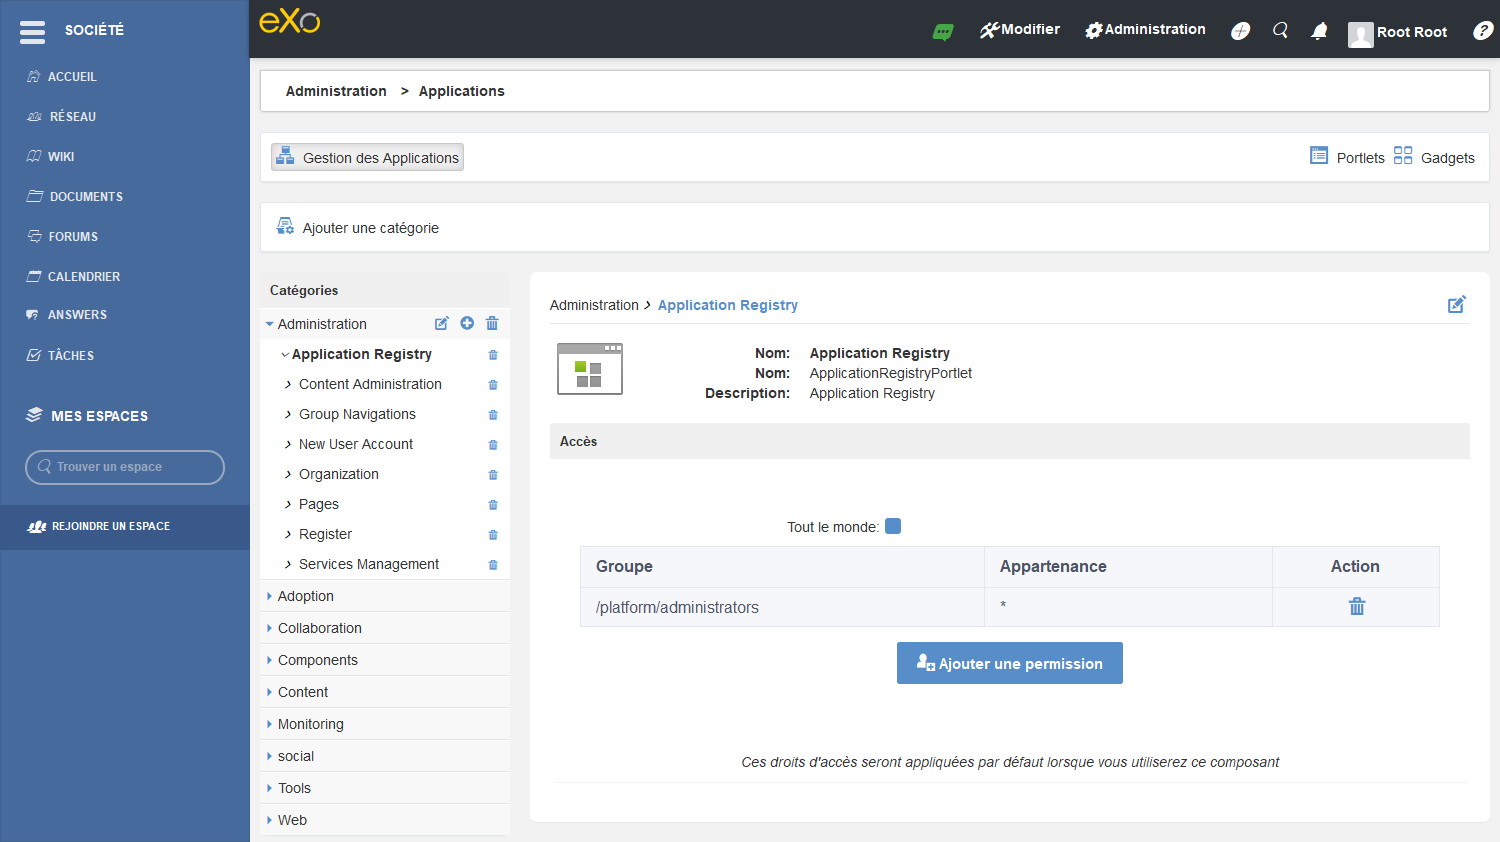 SOCIÉTÉ
ACCUEIL
RÉSEAU
WIKI
DOCUMENTS
FORUMS
CALENDRIER
ANSWERS
TÂCHES
MES ESPACES
Trouver un espace
REJOINDRE UN ESPACE
eXo
Modifier
Administration
Root Root
?
Administration > Applications
Gestion des Applications
Portlets
Gadgets
Ajouter une catégorie
Catégories
Administration
Application Registry
Content Administration
Group Navigations
New User Account
Organization
Pages
Register
Services Management
Adoption
Collaboration
Components
Content
Monitoring
social
Tools
Web
Administration > Application Registry
Nom: Application Registry
Nom: ApplicationRegistryPortlet
Description: Application Registry
Accès
Tout le monde:
Groupe Appartenance Action
/platform/administrators *
Ajouter une permission
Ces droits d'accès seront appliquées par défaut lorsque vous utiliserez ce composant